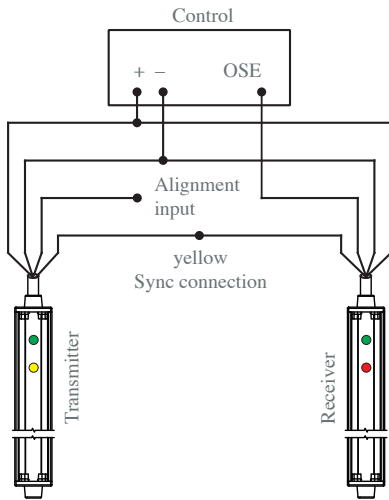 Control
+ – OSE
Alignment
input
yellow
Sync connection
Transmitter
Receiver